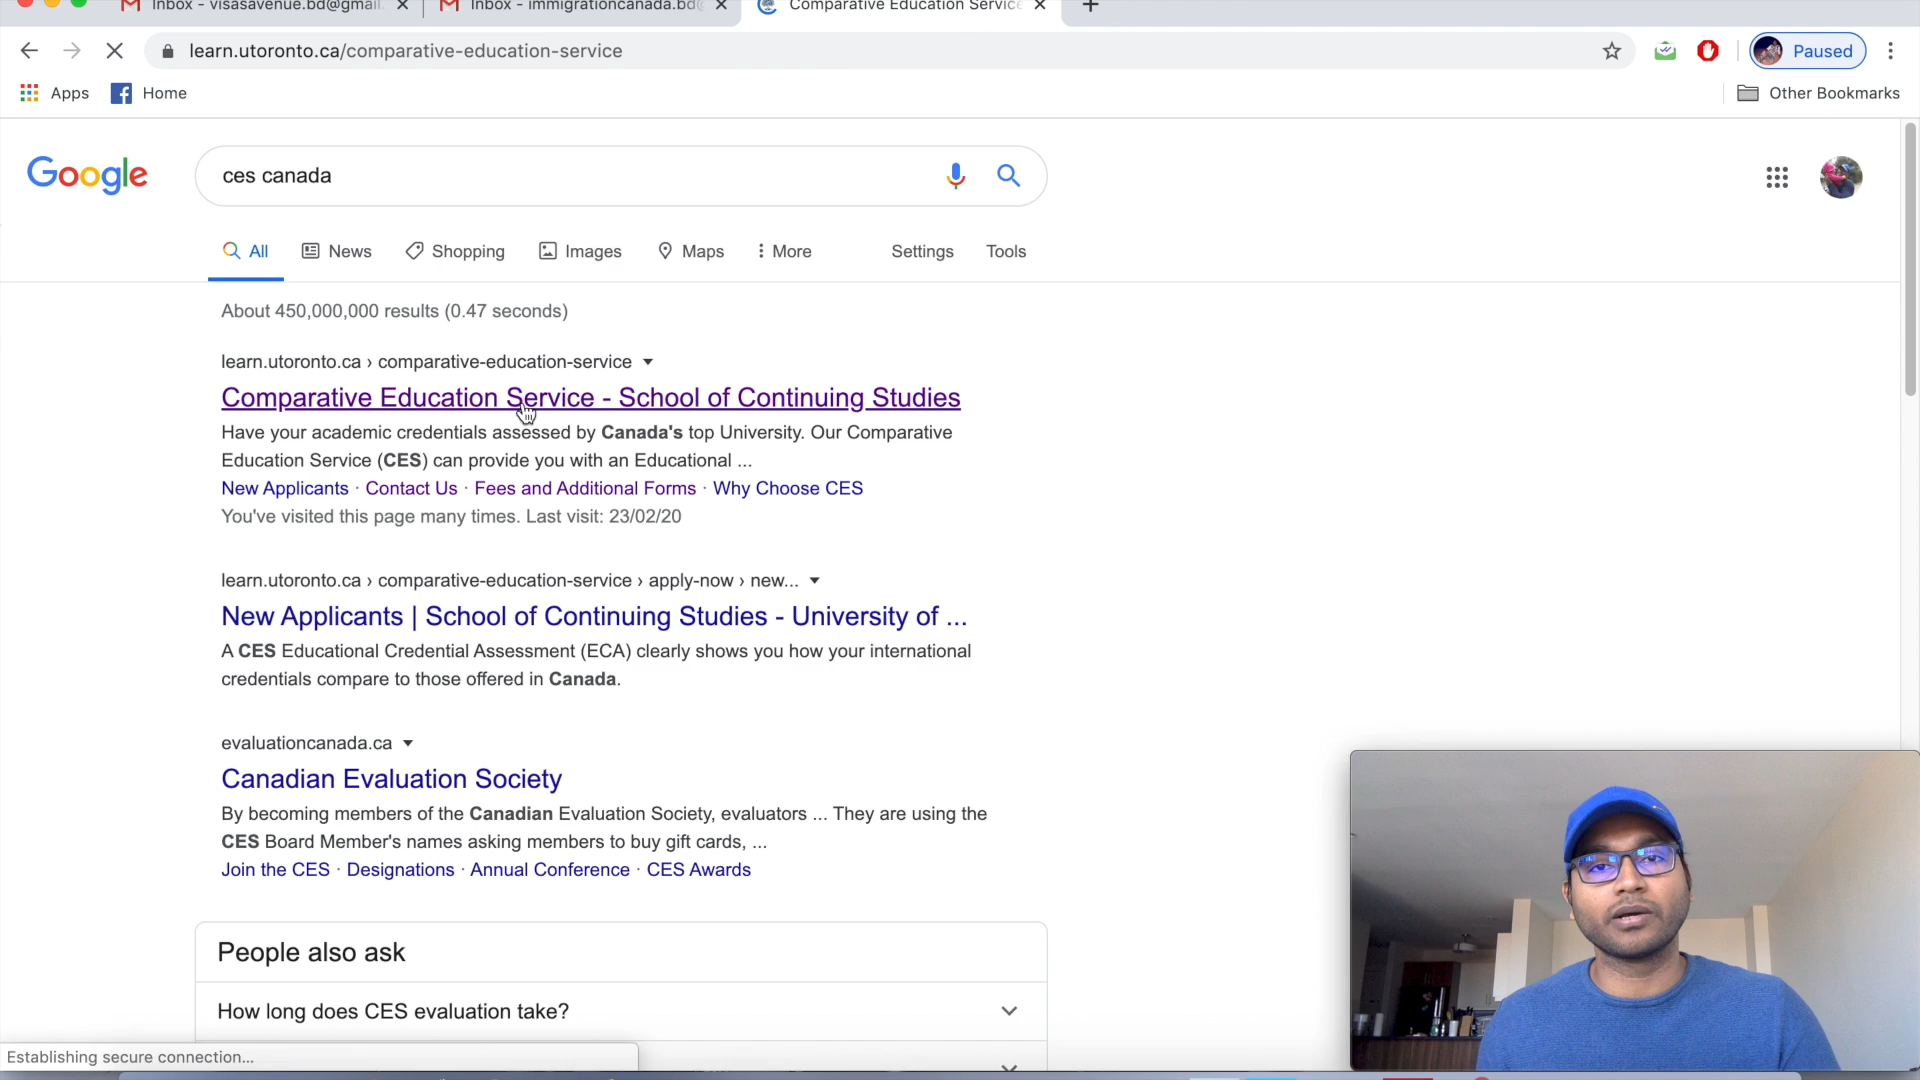 Inbox - visasavenue.bd@gmail.
Inbox - immigrationcanada.bd@
Comparative Education Service
learn.utoronto.ca/comparative-education-service
Paused
Apps
Home
Other Bookmarks
Google
ces canada
All
News
Shopping
Images
Maps
More
Settings
Tools
About 450,000,000 results (0.47 seconds)
learn.utoronto.ca › comparative-education-service
Comparative Education Service - School of Continuing Studies
Have your academic credentials assessed by Canada's top University. Our Comparative
Education Service (CES) can provide you with an Educational ...
New Applicants · Contact Us · Fees and Additional Forms · Why Choose CES
You've visited this page many times. Last visit: 23/02/20
learn.utoronto.ca › comparative-education-service › apply-now › new...
New Applicants | School of Continuing Studies - University of ...
A CES Educational Credential Assessment (ECA) clearly shows you how your international
credentials compare to those offered in Canada.
evaluationcanada.ca
Canadian Evaluation Society
By becoming members of the Canadian Evaluation Society, evaluators ... They are using the
CES Board Member's names asking members to buy gift cards, ...
Join the CES · Designations · Annual Conference · CES Awards
People also ask
How long does CES evaluation take?
Establishing secure connection...